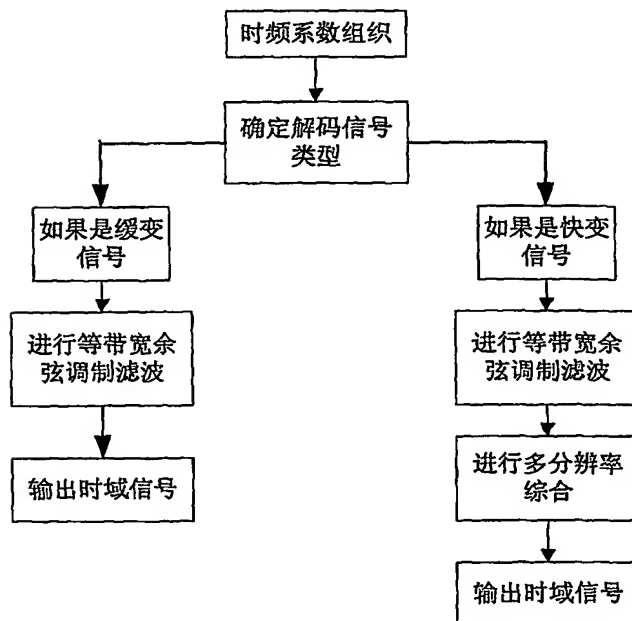 时频系数组织
确定解码信号
类型
如果是缓变
信号
进行等带宽余
弦调制滤波
输出时域信号
如果是快变
信号
进行等带宽余
弦调制滤波
进行多分辨率
综合
输出时域信号